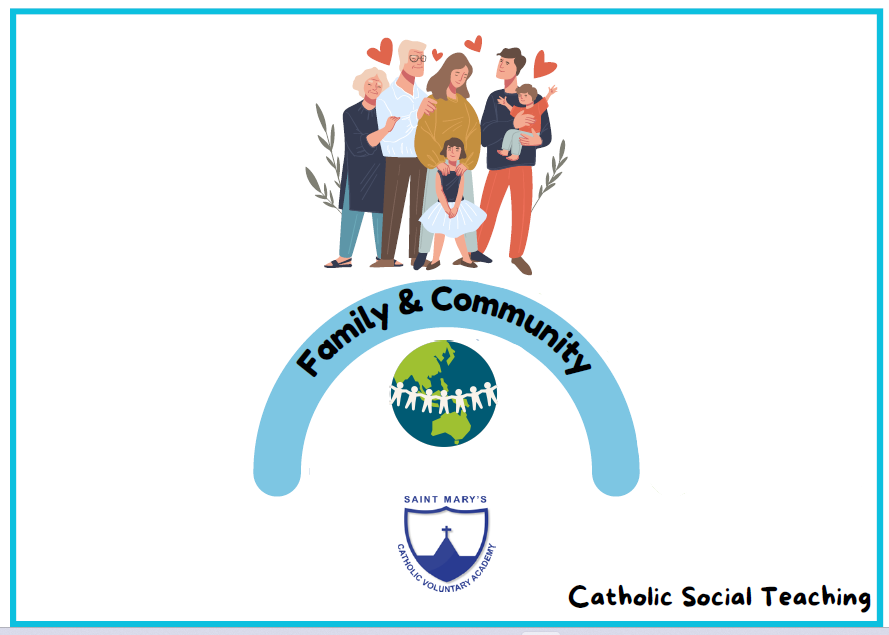 Family & Community
SAINT MARY'S
CATHOLIC VOLUNTARY ACADEMY
Catholic Social Teaching